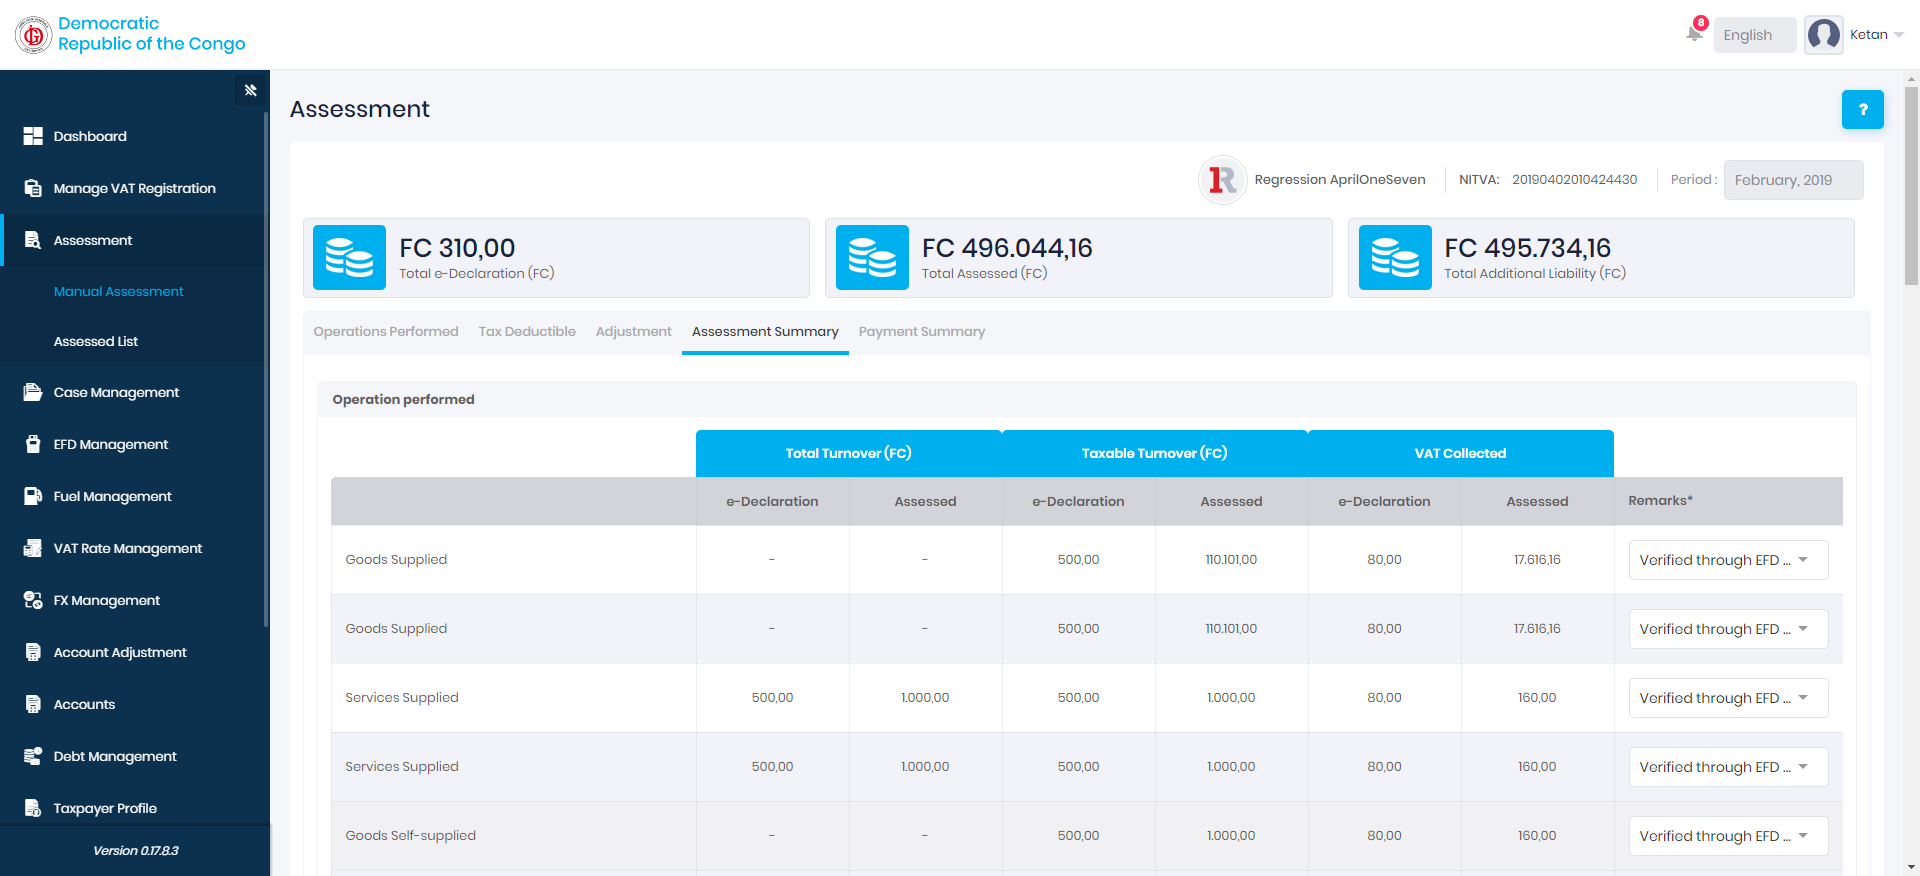 Democratic
Republic of the Congo
8
English
Ketan
Dashboard
Manage VAT Registration
Assessment
Manual Assessment
Assessed List
Case Management
EFD Management
Fuel Management
VAT Rate Management
FX Management
Account Adjustment
Accounts
Debt Management
Taxpayer Profile
Version 0.17.8.3
Assessment
?
1R
Regression AprilOneSeven
NITVA: 20190402010424430
Period : February, 2019
FC 310,00
Total e-Declaration (FC)
FC 496.044,16
Total Assessed (FC)
FC 495.734,16
Total Additional Liability (FC)
Operations Performed Tax Deductible Adjustment Assessment Summary Payment Summary
Operation performed
Total Turnover (FC) Taxable Turnover (FC) VAT Collected
e-Declaration Assessed e-Declaration Assessed e-Declaration Assessed Remarks*
Goods Supplied - - 500,00 110.101,00 80,00 17.616,16 Verified through EFD ...
Goods Supplied - - 500,00 110.101,00 80,00 17.616,16 Verified through EFD ...
Services Supplied 500,00 1.000,00 500,00 1.000,00 80,00 160,00 Verified through EFD ...
Services Supplied 500,00 1.000,00 500,00 1.000,00 80,00 160,00 Verified through EFD ...
Goods Self-supplied - - 500,00 1.000,00 80,00 160,00 Verified through EFD ...